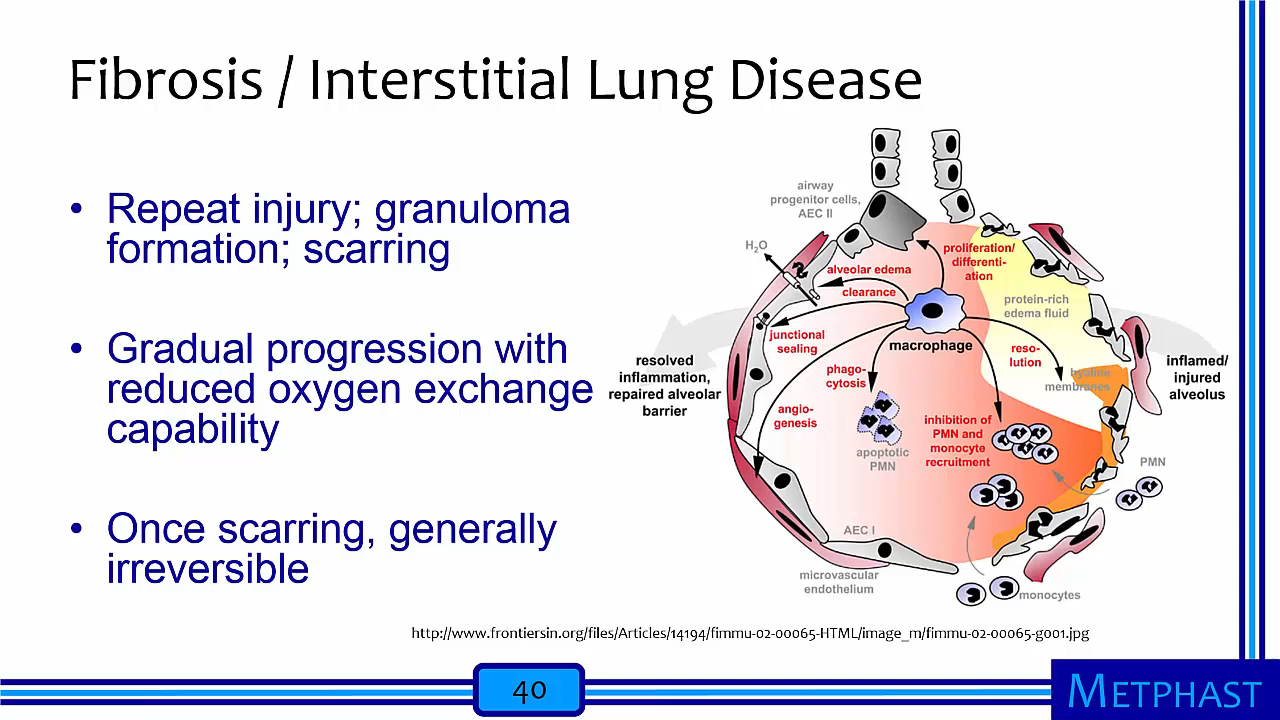 Fibrosis / Interstitial Lung Disease
• Repeat injury; granuloma
formation; scarring
• Gradual progression with
reduced oxygen exchange
capability
• Once scarring, generally
irreversible
airway
progenitor cells,
AEC II
H2O
alveolar edema
clearance
proliferation/
differenti-
ation
protein-rich
edema fluid
junctional
sealing
macrophage
reso-
lution
hyaline
membranes
resolved
inflammation,
repaired alveolar
barrier
inflamed/
injured
alveolus
phago-
cytosis
angio-
genesis
apoptotic
PMN
inhibition of
PMN and
monocyte
recruitment
PMN
AEC I
microvascular
endothelium
monocytes
http://www.frontiersin.org/files/Articles/14194/fimmu-02-00065-HTML/image_m/fimmu-02-00065-g001.jpg
40
METPHAST